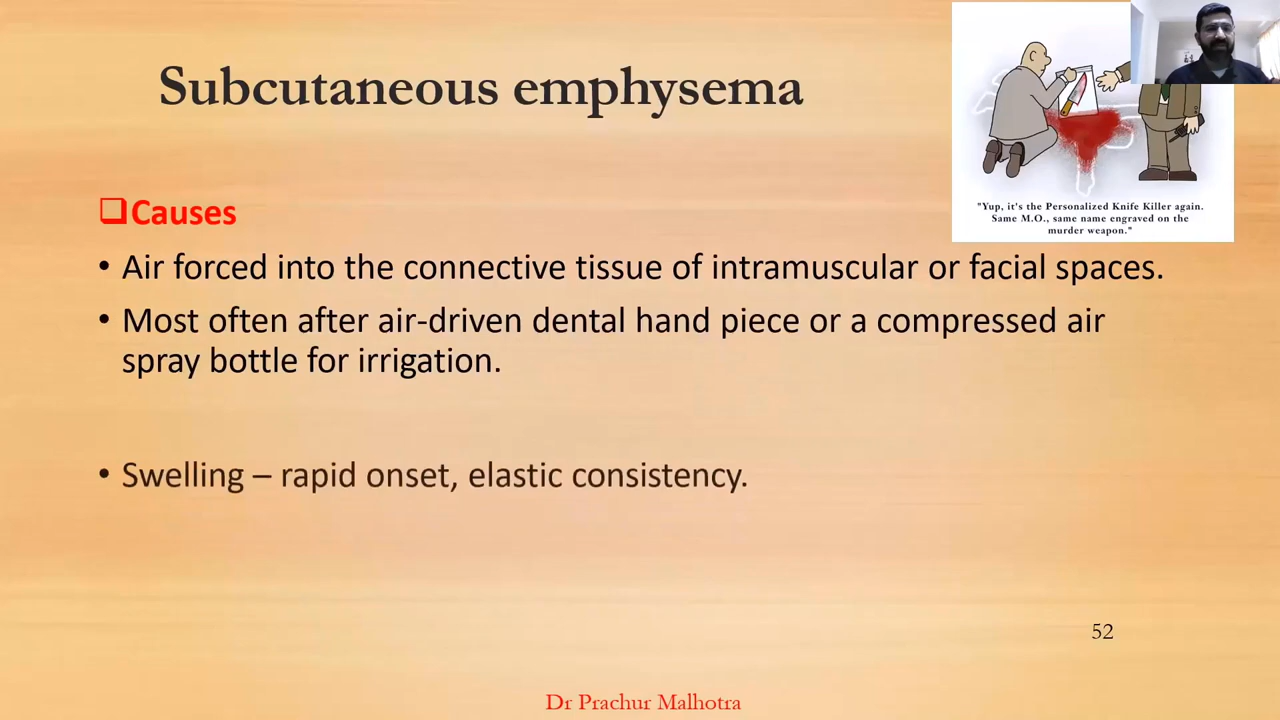 Subcutaneous emphysema
"Yup, it's the Personalized Knife Killer again.
Same M.O., same name engraved on the
murder weapon."
❑Causes
• Air forced into the connective tissue of intramuscular or facial spaces.
• Most often after air-driven dental hand piece or a compressed air
spray bottle for irrigation.
• Swelling – rapid onset, elastic consistency.
52
Dr Prachur Malhotra